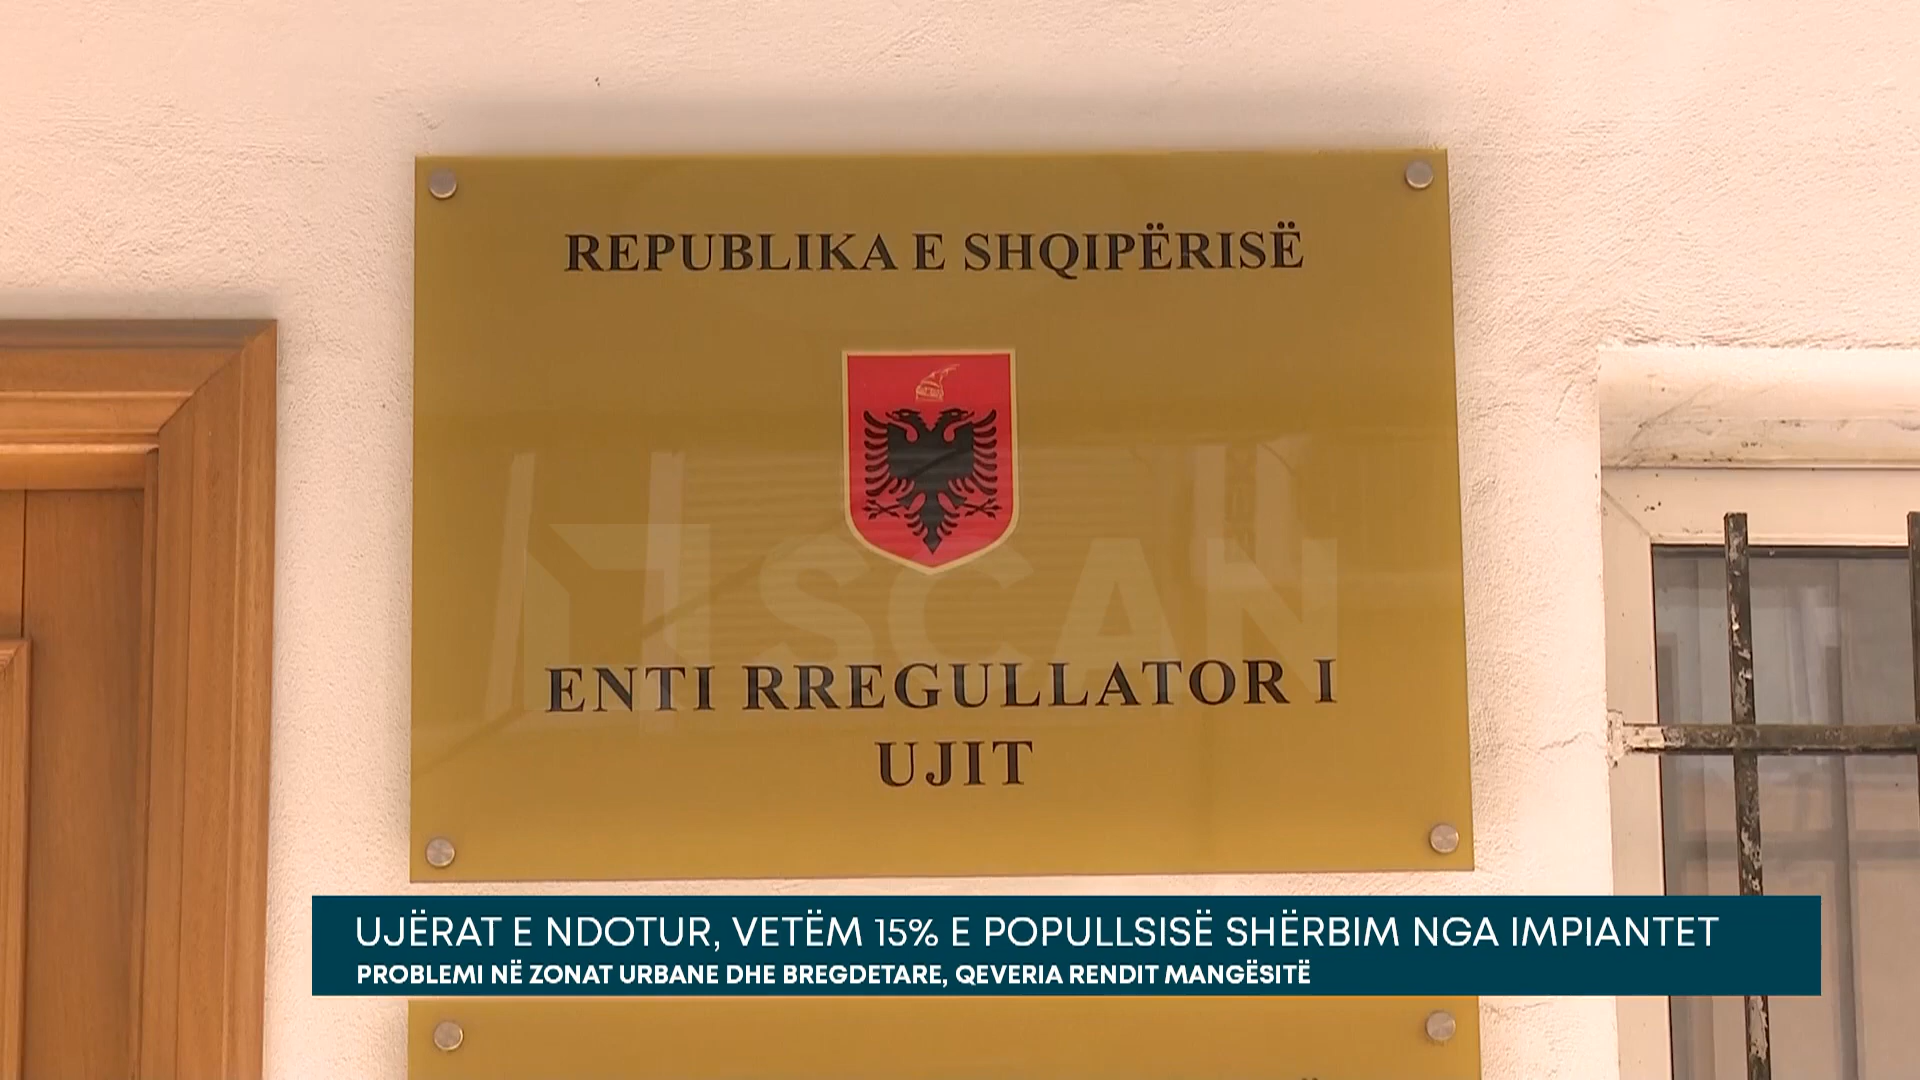 REPUBLIKA E SHQIPËRISË
SCAN
ENTI RREGULLATOR I
UJIT
UJËRAT E NDOTUR, VETËM 15% E POPULLSISË SHËRBIM NGA IMPIANTET
PROBLEMI NË ZONAT URBANE DHE BREGDETARE, QEVERIA RENDIT MANGËSITË